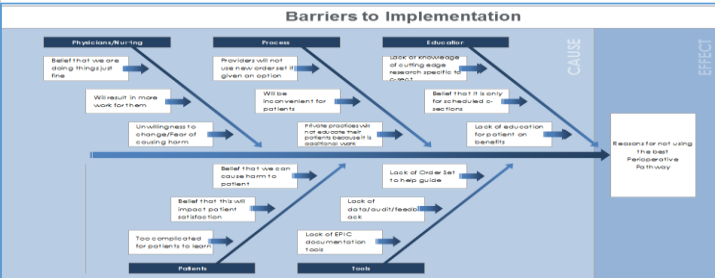 Barriers to Implementation
Physicians/Nursing
Process
Education
CAUSE
EFFECT
Belief that we are
doing things just
fine
Will result in more
work for them
Unwillingness to
change/Fear of
causing harm
Providers will not
use new order set if
given an option
Will be
inconvenient for
patients
Private practices will
not educate their
patients because it is
additional work
Lack of knowledge
of cutting edge
research specific to
Belief that it is only
for scheduled c-
sections
Lack of education
for patient on
benefits
Reasons for not using
the best
Perioperative
Pathway
Belief that we can
cause harm to
patient
Belief that this will
impact patient
satisfaction
Too complicated
for patients to learn
Lack of Order Set
to help guide
Lack of
data/audit/feedb
ack
Lack of EPIC
documentation
tools
Patients
Tools